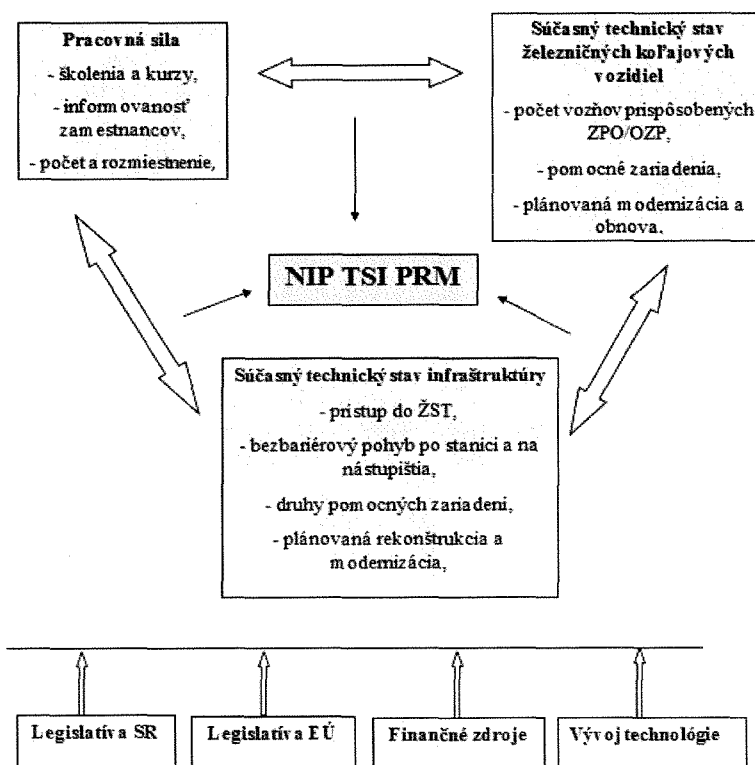 Pracovná sila
- školenia a kurzy,
- informovanosť
zamestnancov,
- počet a rozmiestnenie,
Súčasný technický stav
železničných koľajových
vozidiel
- počet vozňov prispôsobených
ZPO/OZP,
- pomocné zariadenia,
- plánovaná modernizácia a
obnova.
NIP TSI PRM
Súčasný technický stav infraštruktúry
- prístup do ŽST,
- bezbariérový pohyb po stanici a na
nástupištia,
- druhy pomocných zariadení,
- plánovaná rekonštrukcia a
modernizácia,
Legislatíva SR
Legislatíva EÚ
Finančné zdroje
Vývoj technológie